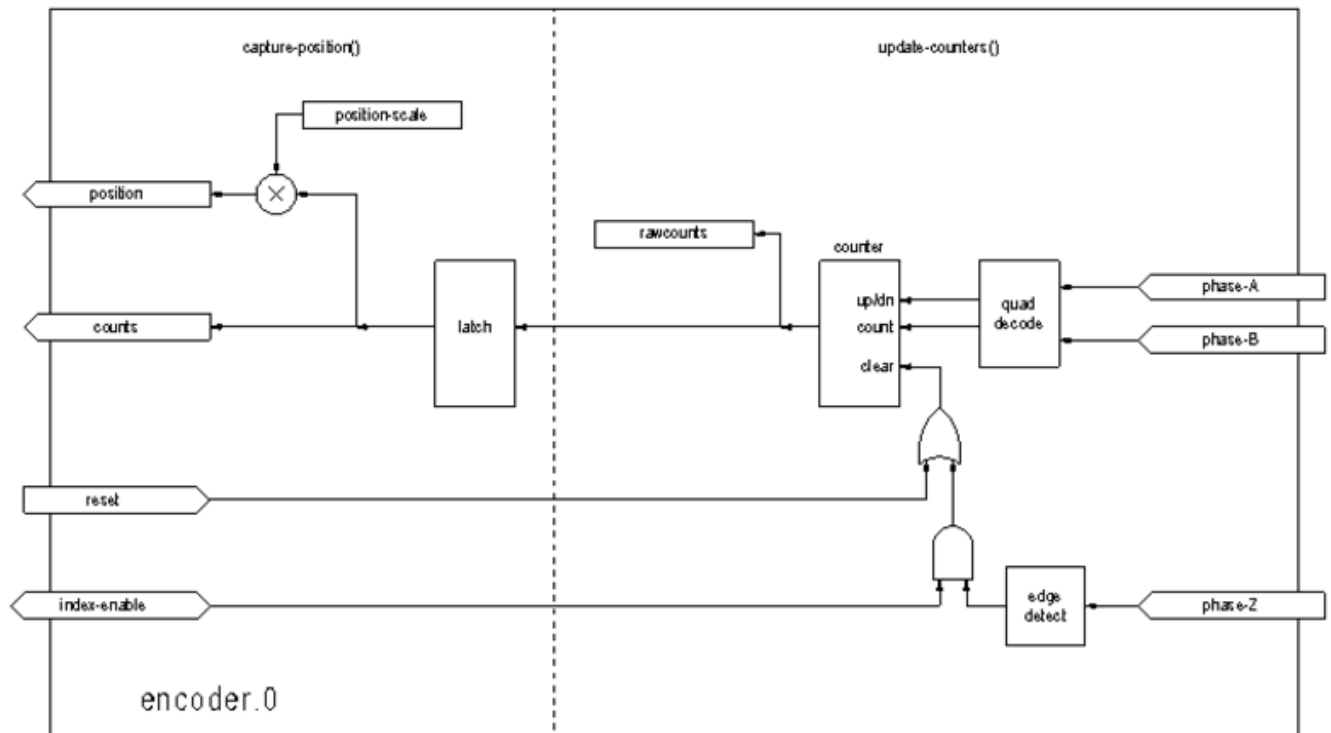 capture-position()
update-counters()
position-scale
position
rawcounts
counter
phase-A
up/dn
quad
decode
counts
latch
count
phase-B
clear
reset
index-enable
edge
detect
phase-Z
encoder.0